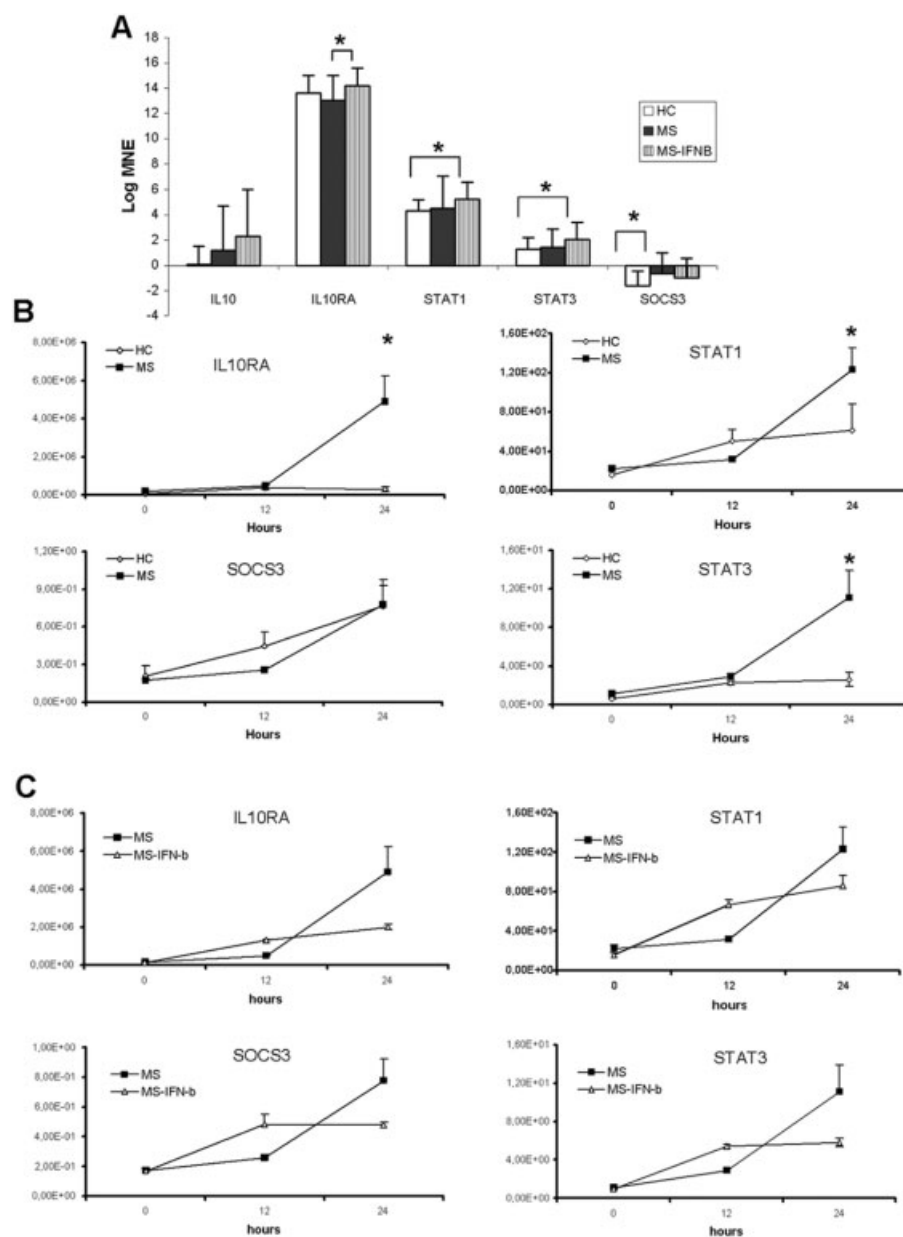 A
18
16
14
12
10
8
6
4
2
0
-2
-4
Log MNE
*
*
*
*
HC
MS
MS-IFNB
IL10
IL10RA
STAT1
STAT3
SOCS3
B
8,00E+06
6,00E+06
4,00E+06
2,00E+06
0,00E+00
HC
MS
IL10RA
*
0
12
24
Hours
1,60E+02
1,20E+02
8,00E+01
4,00E+01
0,00E+00
HC
MS
STAT1
*
0
12
24
Hours
1,20E+00
9,00E-01
6,00E-01
3,00E-01
0,00E+00
HC
MS
SOCS3
0
12
24
Hours
1,60E+01
1,20E+01
8,00E+00
4,00E+00
0,00E+00
HC
MS
STAT3
*
0
12
24
Hours
C
8,00E+06
6,00E+06
4,00E+06
2,00E+06
0,00E+00
IL10RA
MS
MS-IFN-b
0
12
24
hours
1,60E+02
1,20E+02
8,00E+01
4,00E+01
0,00E+00
STAT1
MS
MS-IFN-b
0
12
24
hours
1,00E+00
8,00E-01
6,00E-01
4,00E-01
2,00E-01
0,00E+00
SOCS3
MS
MS-IFN-b
0
12
24
hours
1,60E+01
1,20E+01
8,00E+00
4,00E+00
0,00E+00
STAT3
MS
MS-IFN-b
0
12
24
hours